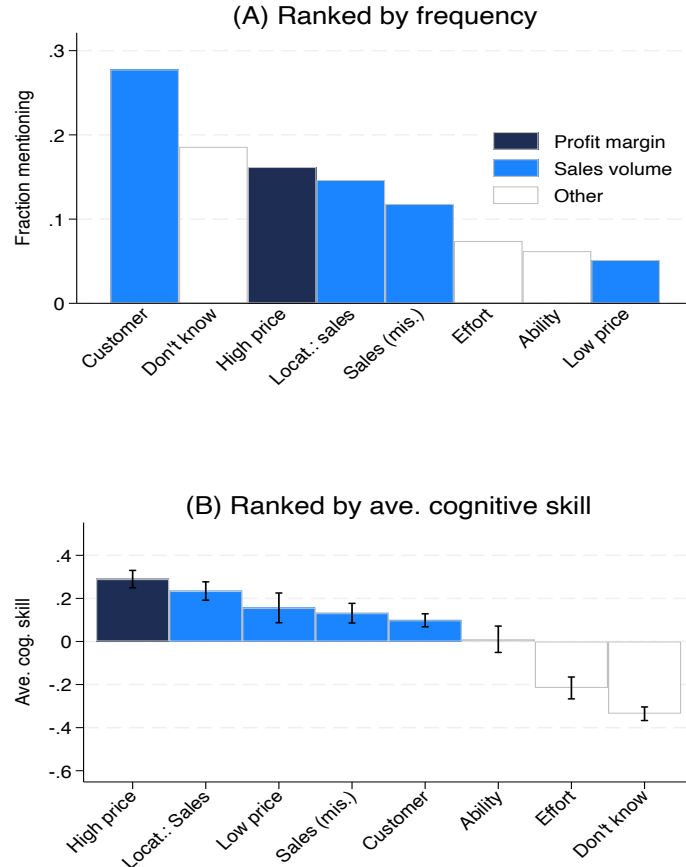 (A) Ranked by frequency
Fraction mentioning
.3
.2
.1
0
Profit margin
Sales volume
Other
Customer
Don't know
High price
Locat.: sales
Sales (mis.)
Effort
Ability
Low price
(B) Ranked by ave. cognitive skill
Ave. cog. skill
.4
.2
0
-.2
-.4
-.6
High price
Locat.: Sales
Low price
Sales (mis.)
Customer
Ability
Effort
Don't know